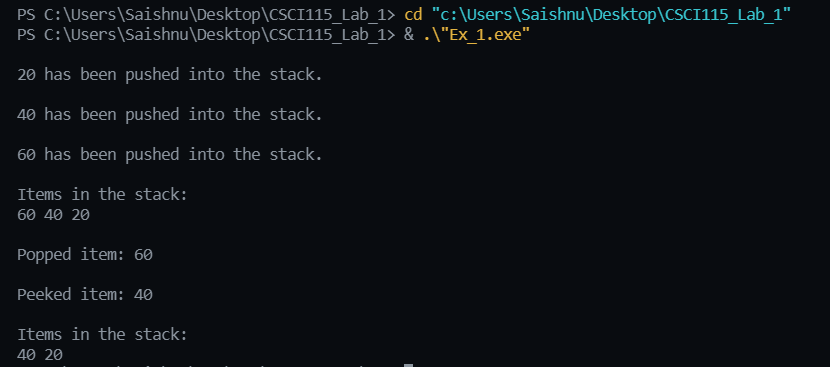 PS C:\Users\Saishnu\Desktop\CSCI115_Lab_1> cd "c:\Users\Saishnu\Desktop\CSCI115_Lab_1"
PS C:\Users\Saishnu\Desktop\CSCI115_Lab_1> & .\"Ex_1.exe"
20 has been pushed into the stack.
40 has been pushed into the stack.
60 has been pushed into the stack.
Items in the stack:
60 40 20
Popped item: 60
Peeked item: 40
Items in the stack:
40 20